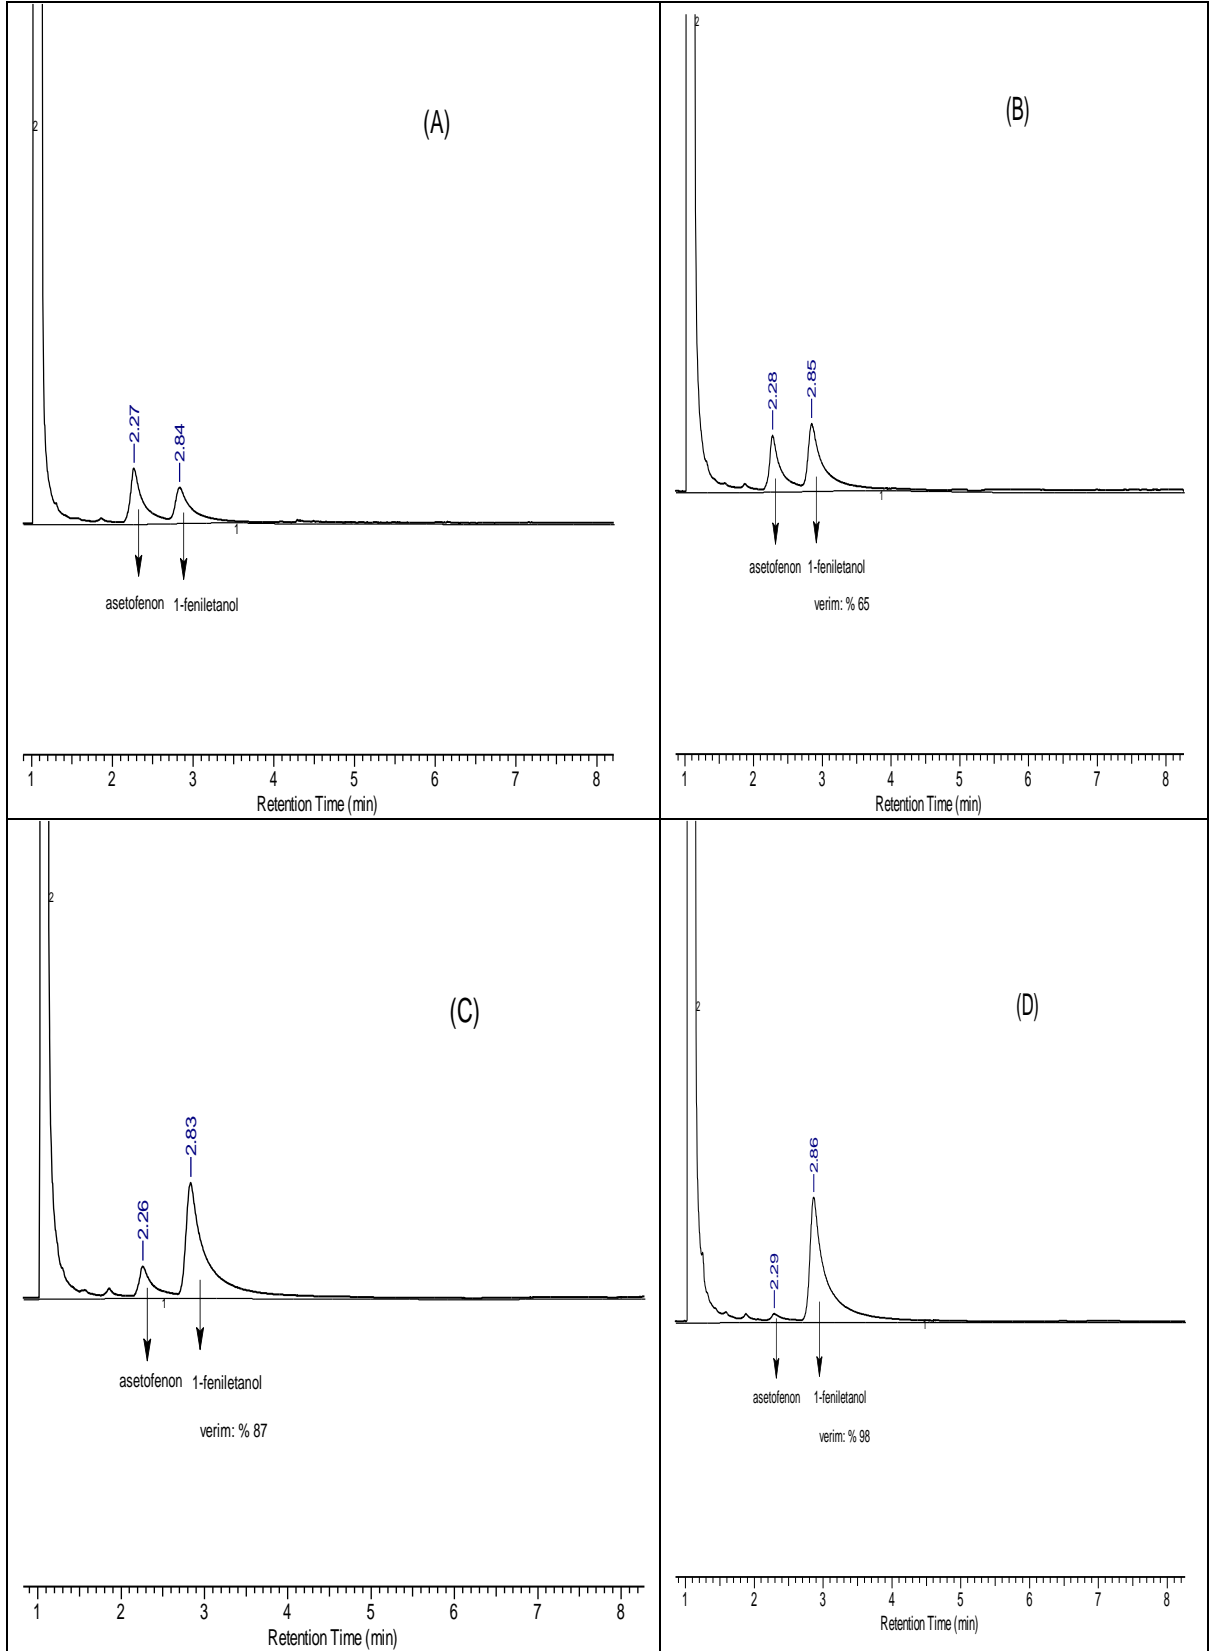 2
(A)
2.27
2.84
1
asetofenon 1-feniletanol
1 2 3 4 5 6 7 8
Retention Time (min)
2
(B)
2.28
2.85
1
asetofenon 1-feniletanol
verim: % 65
1 2 3 4 5 6 7 8
Retention Time (min)
2
(C)
2.83
2.26
1
asetofenon 1-feniletanol
verim: % 87
1 2 3 4 5 6 7 8
Retention Time (min)
2
(D)
2.86
2.29
asetofenon 1-feniletanol
verim: % 98
1 2 3 4 5 6 7 8
Retention Time (min)